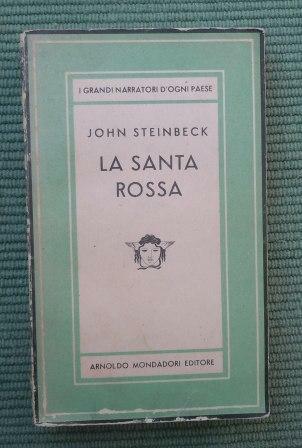 I GRANDI NARRATORI D'OGNI PAESE
JOHN STEINBECK
LA SANTA
ROSSA
ARNOLDO MONDADORI EDITORE